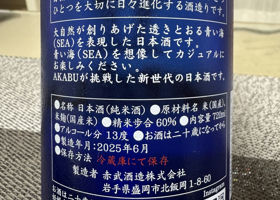 ひとつを大切に日々進化する酒造りです。
大自然が創りあげた透きとおる青い海
(SEA)を表現した日本酒です。
青い海(SEA)を想像してカジュアルに
お楽しみください。
AKABUが挑戦した新世代の日本酒です。
●名称 日本酒(純米酒) ●原材料名 米(国産)、
米麹(国産米) ●精米歩合 60% ●内容量 720ml
●アルコール分 13度 ●お酒は二十歳になってから
●製造年月:2025年6月
●保存方法 冷蔵庫にて保存
製造者 赤武酒造株式会社
岩手県盛岡市北飯岡1-8-60
Instagram
お酒は二十歳